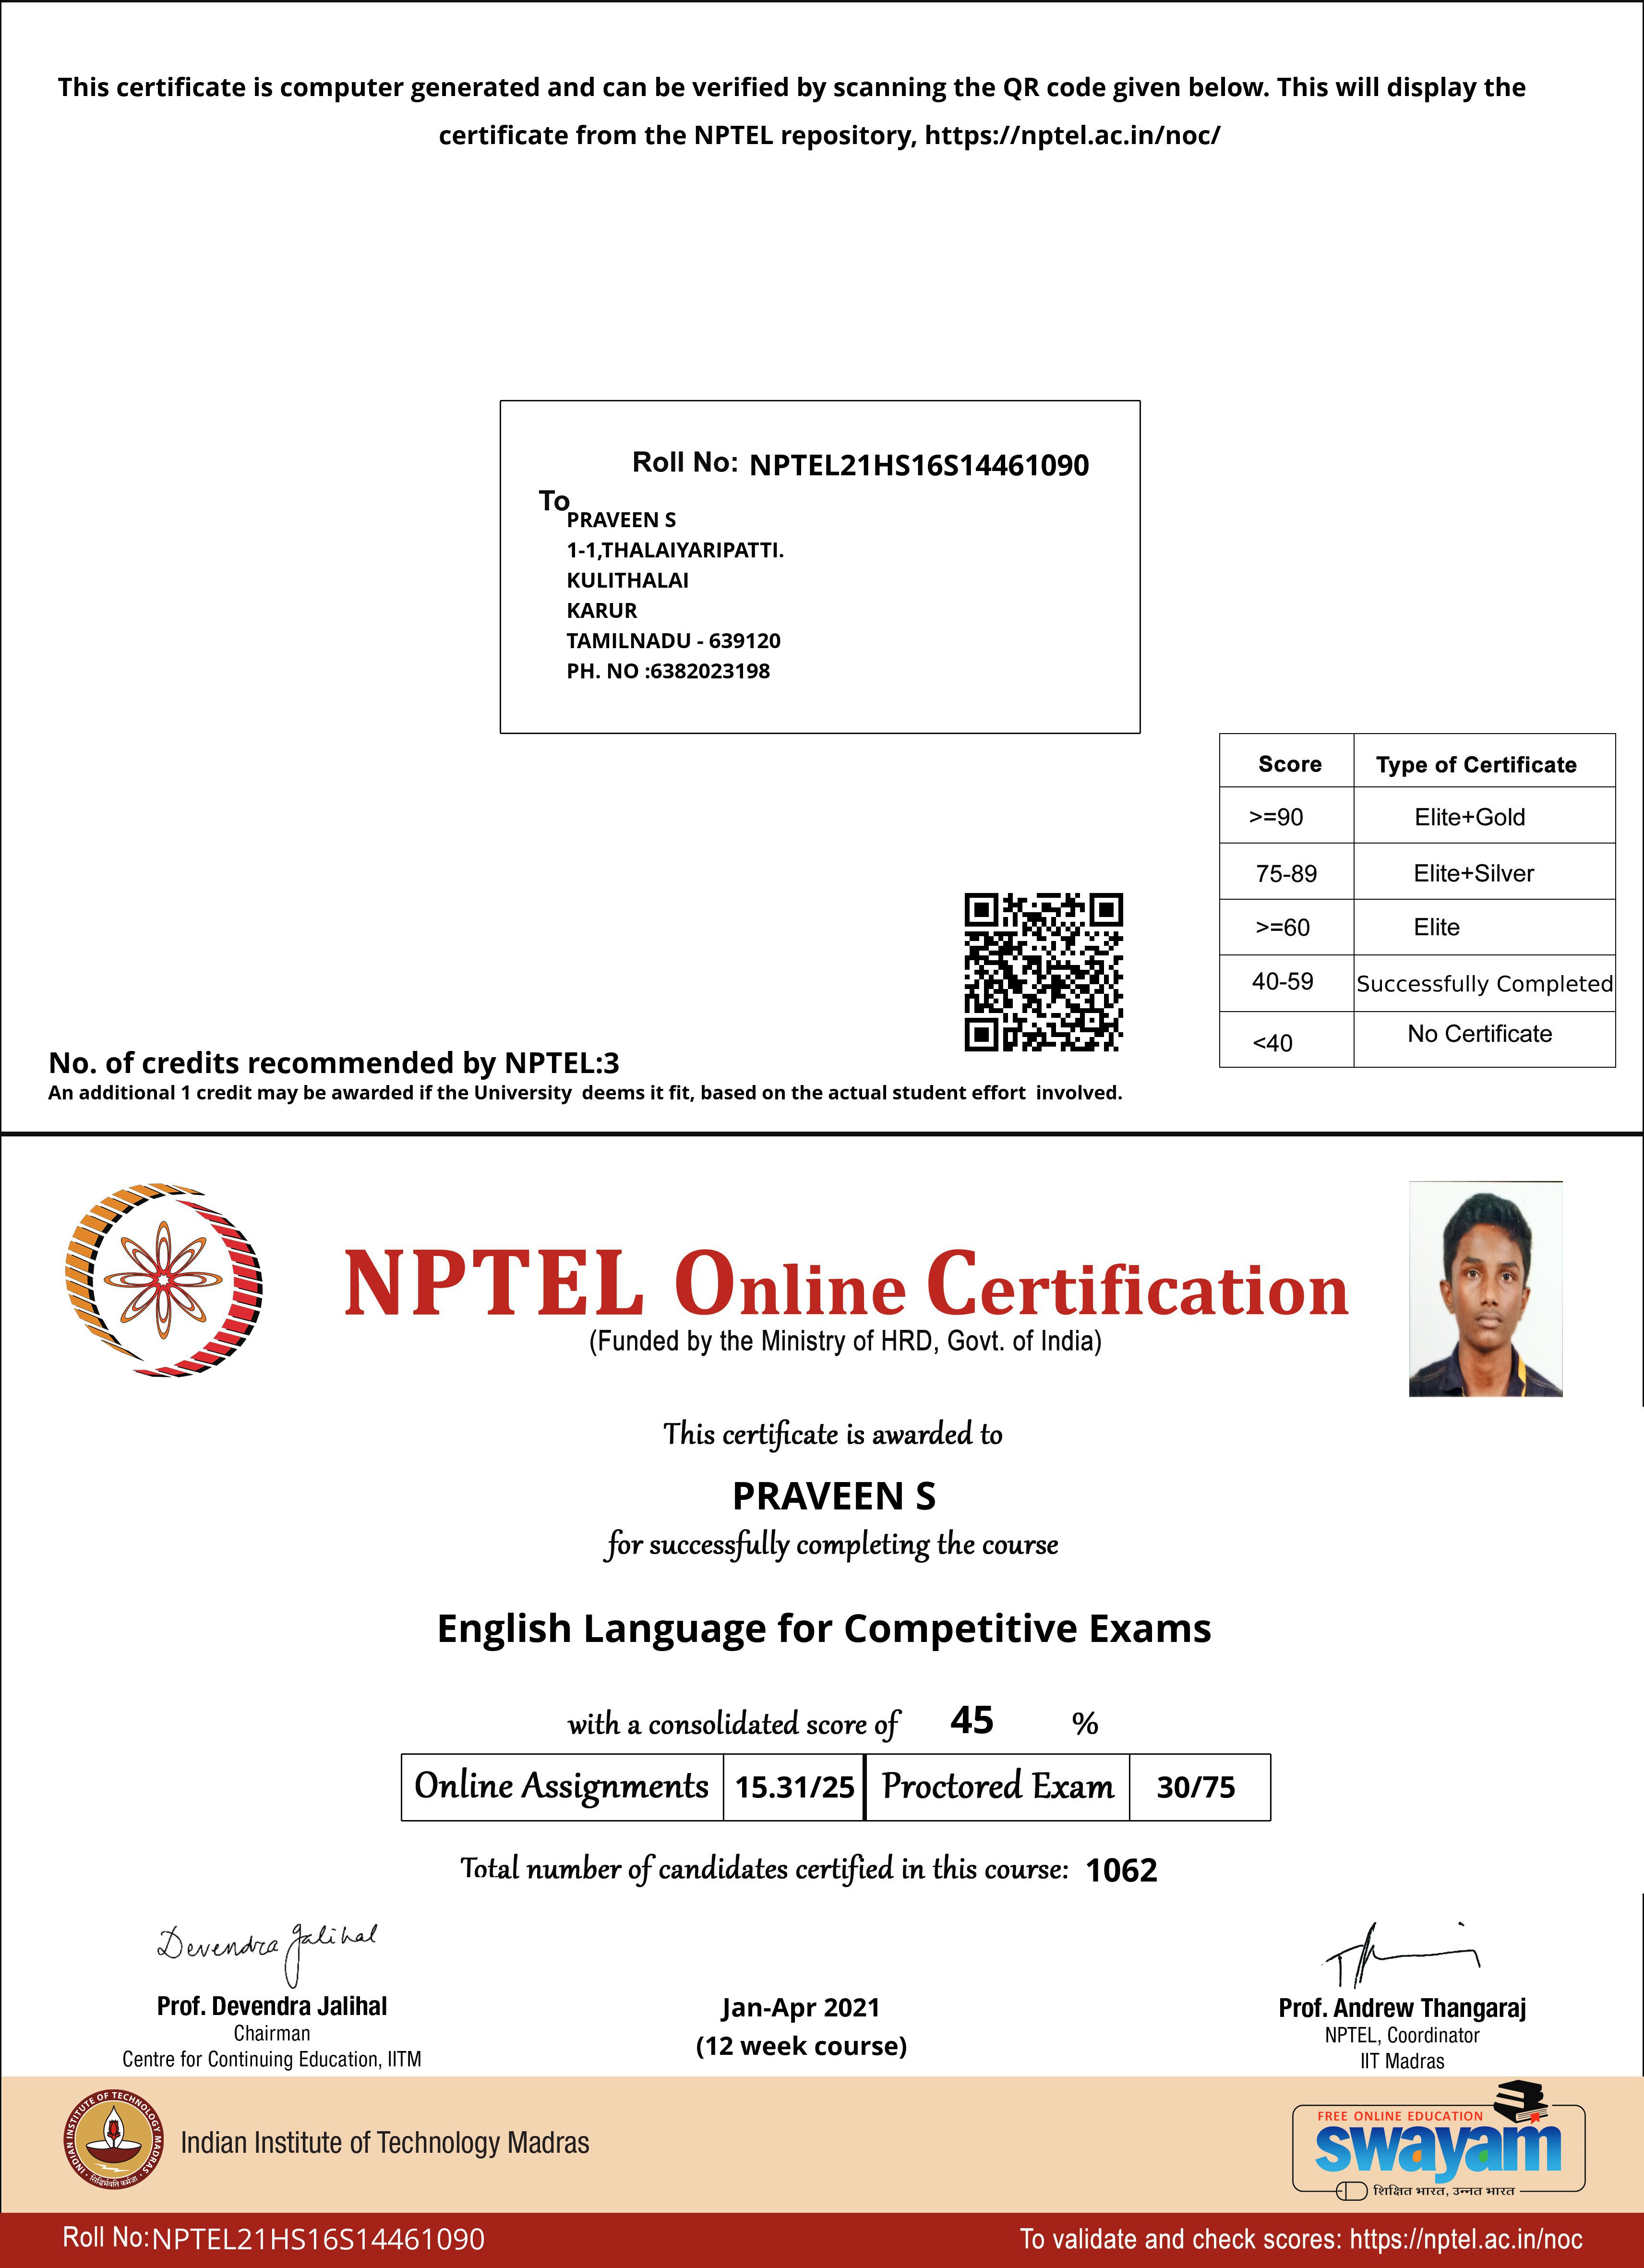 This certificate is computer generated and can be verified by scanning the QR code given below. This will display the
certificate from the NPTEL repository, https://nptel.ac.in/noc/
Roll No: NPTEL21HS16S14461090
To
PRAVEEN S
1-1,THALAIYARIPATTI.
KULITHALAI
KARUR
TAMILNADU - 639120
PH. NO :6382023198
Score Type of Certificate
>=90 Elite+Gold
75-89 Elite+Silver
>=60 Elite
40-59 Successfully Completed
<40 No Certificate
No. of credits recommended by NPTEL:3
An additional 1 credit may be awarded if the University deems it fit, based on the actual student effort involved.
NPTEL Online Certification
(Funded by the Ministry of HRD, Govt. of India)
This certificate is awarded to
PRAVEEN S
for successfully completing the course
English Language for Competitive Exams
with a consolidated score of 45 %
Online Assignments 15.31/25 Proctored Exam 30/75
Total number of candidates certified in this course: 1062
Devendra Jalihal
Prof. Devendra Jalihal
Chairman
Centre for Continuing Education, IITM
Jan-Apr 2021
(12 week course)
Prof. Andrew Thangaraj
NPTEL, Coordinator
IIT Madras
INDIAN INSTITUTE OF TECHNOLOGY MADRAS
सिद्धिर्भवति कर्मजा
Indian Institute of Technology Madras
FREE ONLINE EDUCATION
swayam
शिक्षित भारत, उन्नत भारत
Roll No:NPTEL21HS16S14461090
To validate and check scores: https://nptel.ac.in/noc